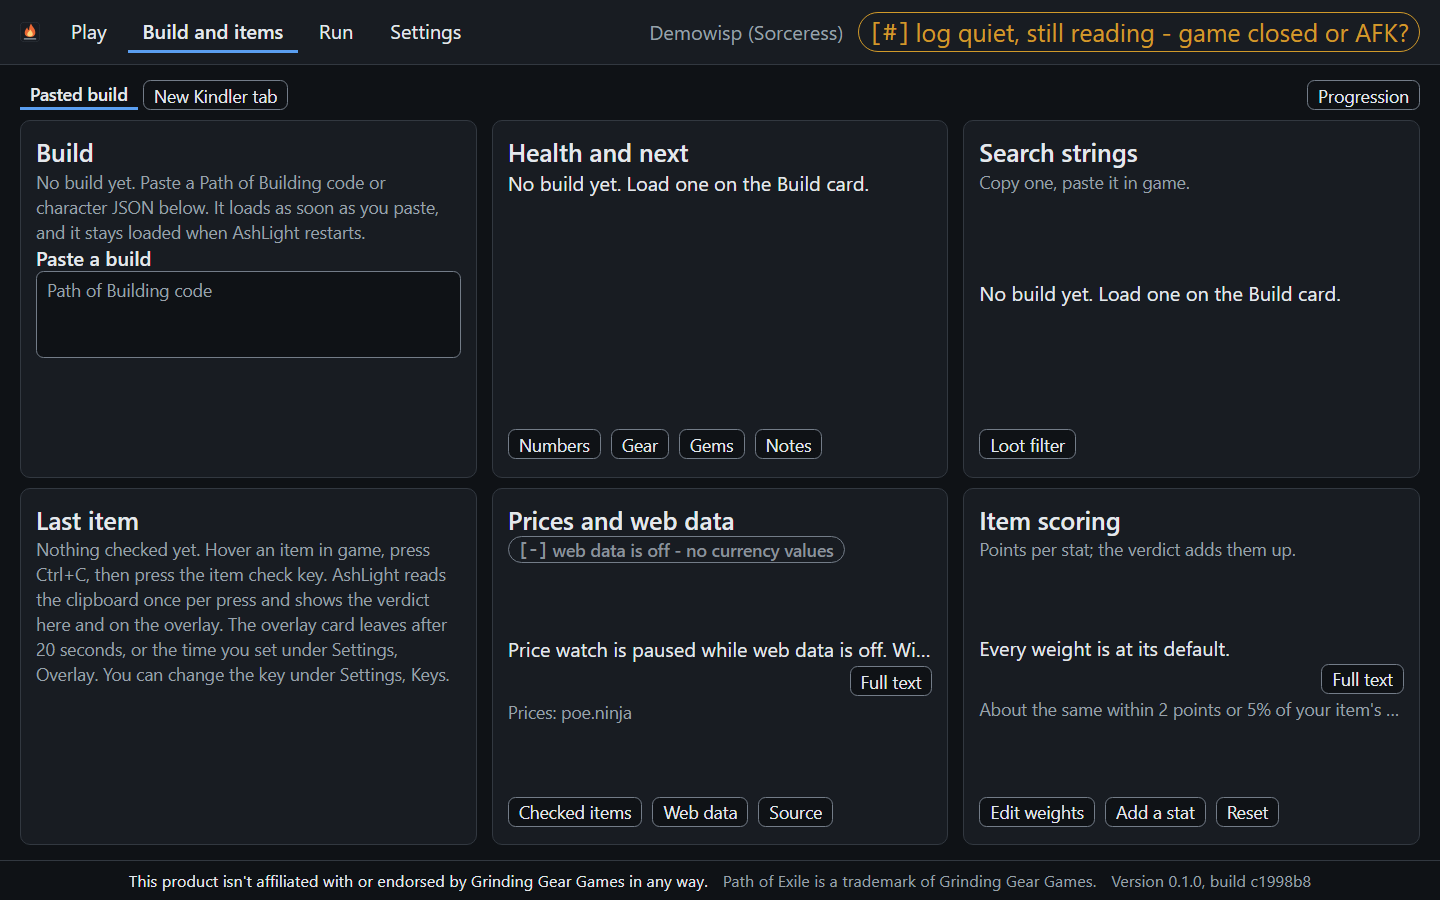 Play
Build and items
Run
Settings
Demowisp (Sorceress)
[#] log quiet, still reading - game closed or AFK?
Pasted build
New Kindler tab
Progression
Build
No build yet. Paste a Path of Building code or
character JSON below. It loads as soon as you paste,
and it stays loaded when AshLight restarts.
Paste a build
Path of Building code
Health and next
No build yet. Load one on the Build card.
Numbers
Gear
Gems
Notes
Search strings
Copy one, paste it in game.
No build yet. Load one on the Build card.
Loot filter
Last item
Nothing checked yet. Hover an item in game, press
Ctrl+C, then press the item check key. AshLight reads
the clipboard once per press and shows the verdict
here and on the overlay. The overlay card leaves after
20 seconds, or the time you set under Settings,
Overlay. You can change the key under Settings, Keys.
Prices and web data
[-] web data is off - no currency values
Price watch is paused while web data is off. Wi...
Full text
Prices: poe.ninja
Checked items
Web data
Source
Item scoring
Points per stat; the verdict adds them up.
Every weight is at its default.
Full text
About the same within 2 points or 5% of your item's ...
Edit weights
Add a stat
Reset
This product isn't affiliated with or endorsed by Grinding Gear Games in any way.
Path of Exile is a trademark of Grinding Gear Games.
Version 0.1.0, build c1998b8